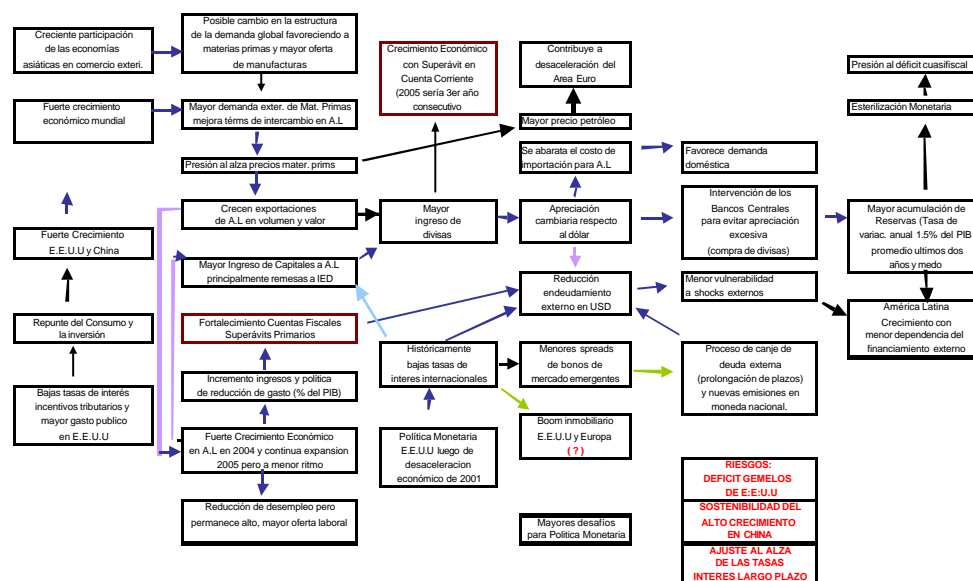 Creciente participación
de las economías
asiáticas en comercio exteri.
Posible cambio en la estructura
de la demanda global favoreciendo a
materias primas y mayor oferta
de manufacturas
Crecimiento Económico
con Superávit en
Cuenta Corriente
(2005 sería 3er año
consecutivo
Contribuye a
desaceleración del
Area Euro
Presión al déficit cuasifiscal
Fuerte crecimiento
económico mundial
Mayor demanda exter. de Mat. Primas
mejora térms de intercambio en A.L
Mayor precio petróleo
Esterilización Monetaria
Presión al alza precios mater. prims
Se abarata el costo de
importación para A.L
Favorece demanda
doméstica
Crecen exportaciones
de A.L en volumen y valor
Mayor
ingreso de
divisas
Apreciación
cambiaria respecto
al dólar
Intervención de los
Bancos Centrales
para evitar apreciación
excesiva
(compra de divisas)
Mayor acumulación de
Reservas (Tasa de
variac. anual 1.5% del PIB
promedio ultimos dos
años y medo
Fuerte Crecimiento
E.E.U.U y China
Mayor Ingreso de Capitales a A.L
principalmente remesas a IED
Reducción
endeudamiento
externo en USD
Menor vulnerabilidad
a shocks externos
América Latina
Crecimiento con
menor dependencia del
financiamiento externo
Repunte del Consumo y
la inversión
Fortalecimiento Cuentas Fiscales
Superávits Primarios
Históricamente
bajas tasas de
interes internacionales
Menores spreads
de bonos de
mercado emergentes
Proceso de canje de
deuda externa
(prolongación de plazos)
y nuevas emisiones en
moneda nacional.
Bajas tasas de interés
incentivos tributarios y
mayor gasto publico
en E.E.U.U
Incremento ingresos y política
de reducción de gasto (% del PIB)
Fuerte Crecimiento Económico
en A.L en 2004 y continua expansion
2005 pero a menor ritmo
Política Monetaria
E.E.U.U luego de
desaceleracion
económico de 2001
Boom inmobiliario
E.E.U.U y Europa
( ? )
Reducción de desempleo pero
permanece alto, mayor oferta laboral
Mayores desafíos
para Politica Monetaria
RIESGOS:
DEFICIT GEMELOS
DE E:E:U.U
SOSTENIBILIDAD DEL
ALTO CRECIMIENTO
EN CHINA
AJUSTE AL ALZA
DE LAS TASAS
INTERES LARGO PLAZO